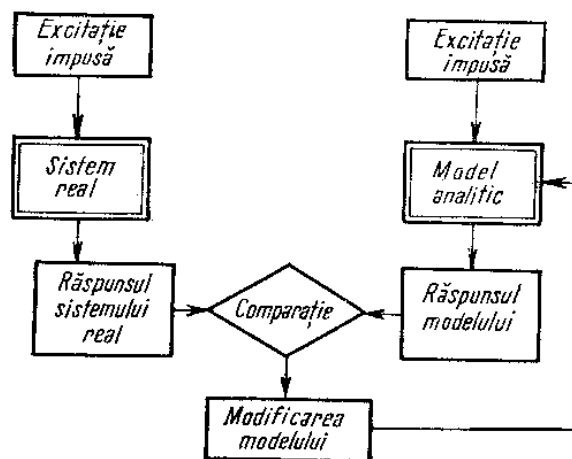 Excitație
impusă
Excitație
impusă
Sistem
real
Model
analitic
Răspunsul
sistemului
real
Comparație
Răspunsul
modelului
Modificarea
modelului